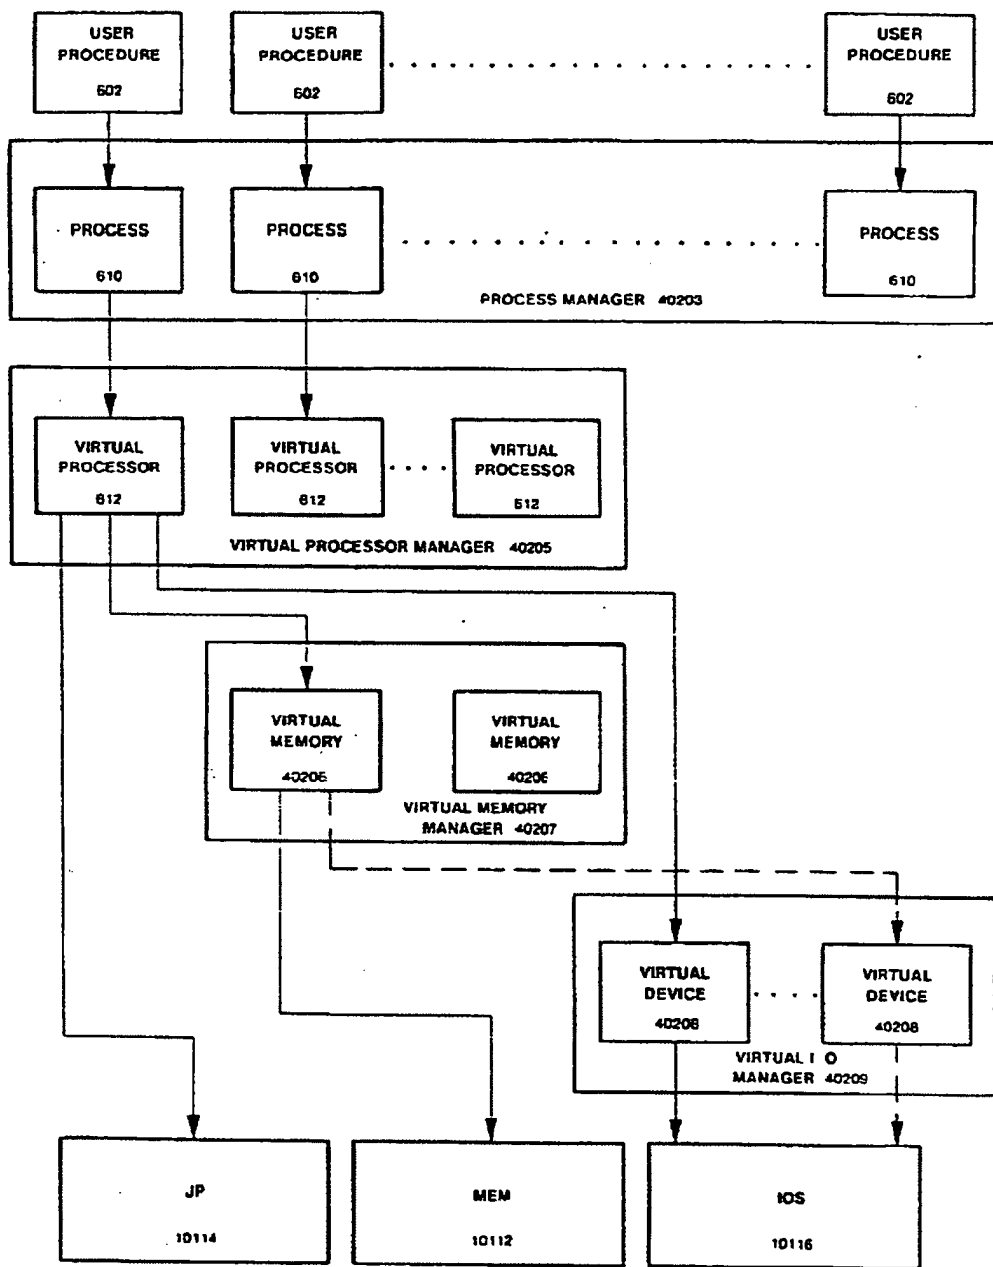 USER
PROCEDURE
602
USER
PROCEDURE
602
USER
PROCEDURE
602
PROCESS
610
PROCESS
610
PROCESS
610
PROCESS MANAGER 40203
VIRTUAL
PROCESSOR
612
VIRTUAL
PROCESSOR
612
VIRTUAL
PROCESSOR
612
VIRTUAL PROCESSOR MANAGER 40205
VIRTUAL
MEMORY
40206
VIRTUAL
MEMORY
40206
VIRTUAL MEMORY
MANAGER 40207
VIRTUAL
DEVICE
40208
VIRTUAL
DEVICE
40208
VIRTUAL I O
MANAGER 40209
JP
10114
MEM
10112
IOS
10116